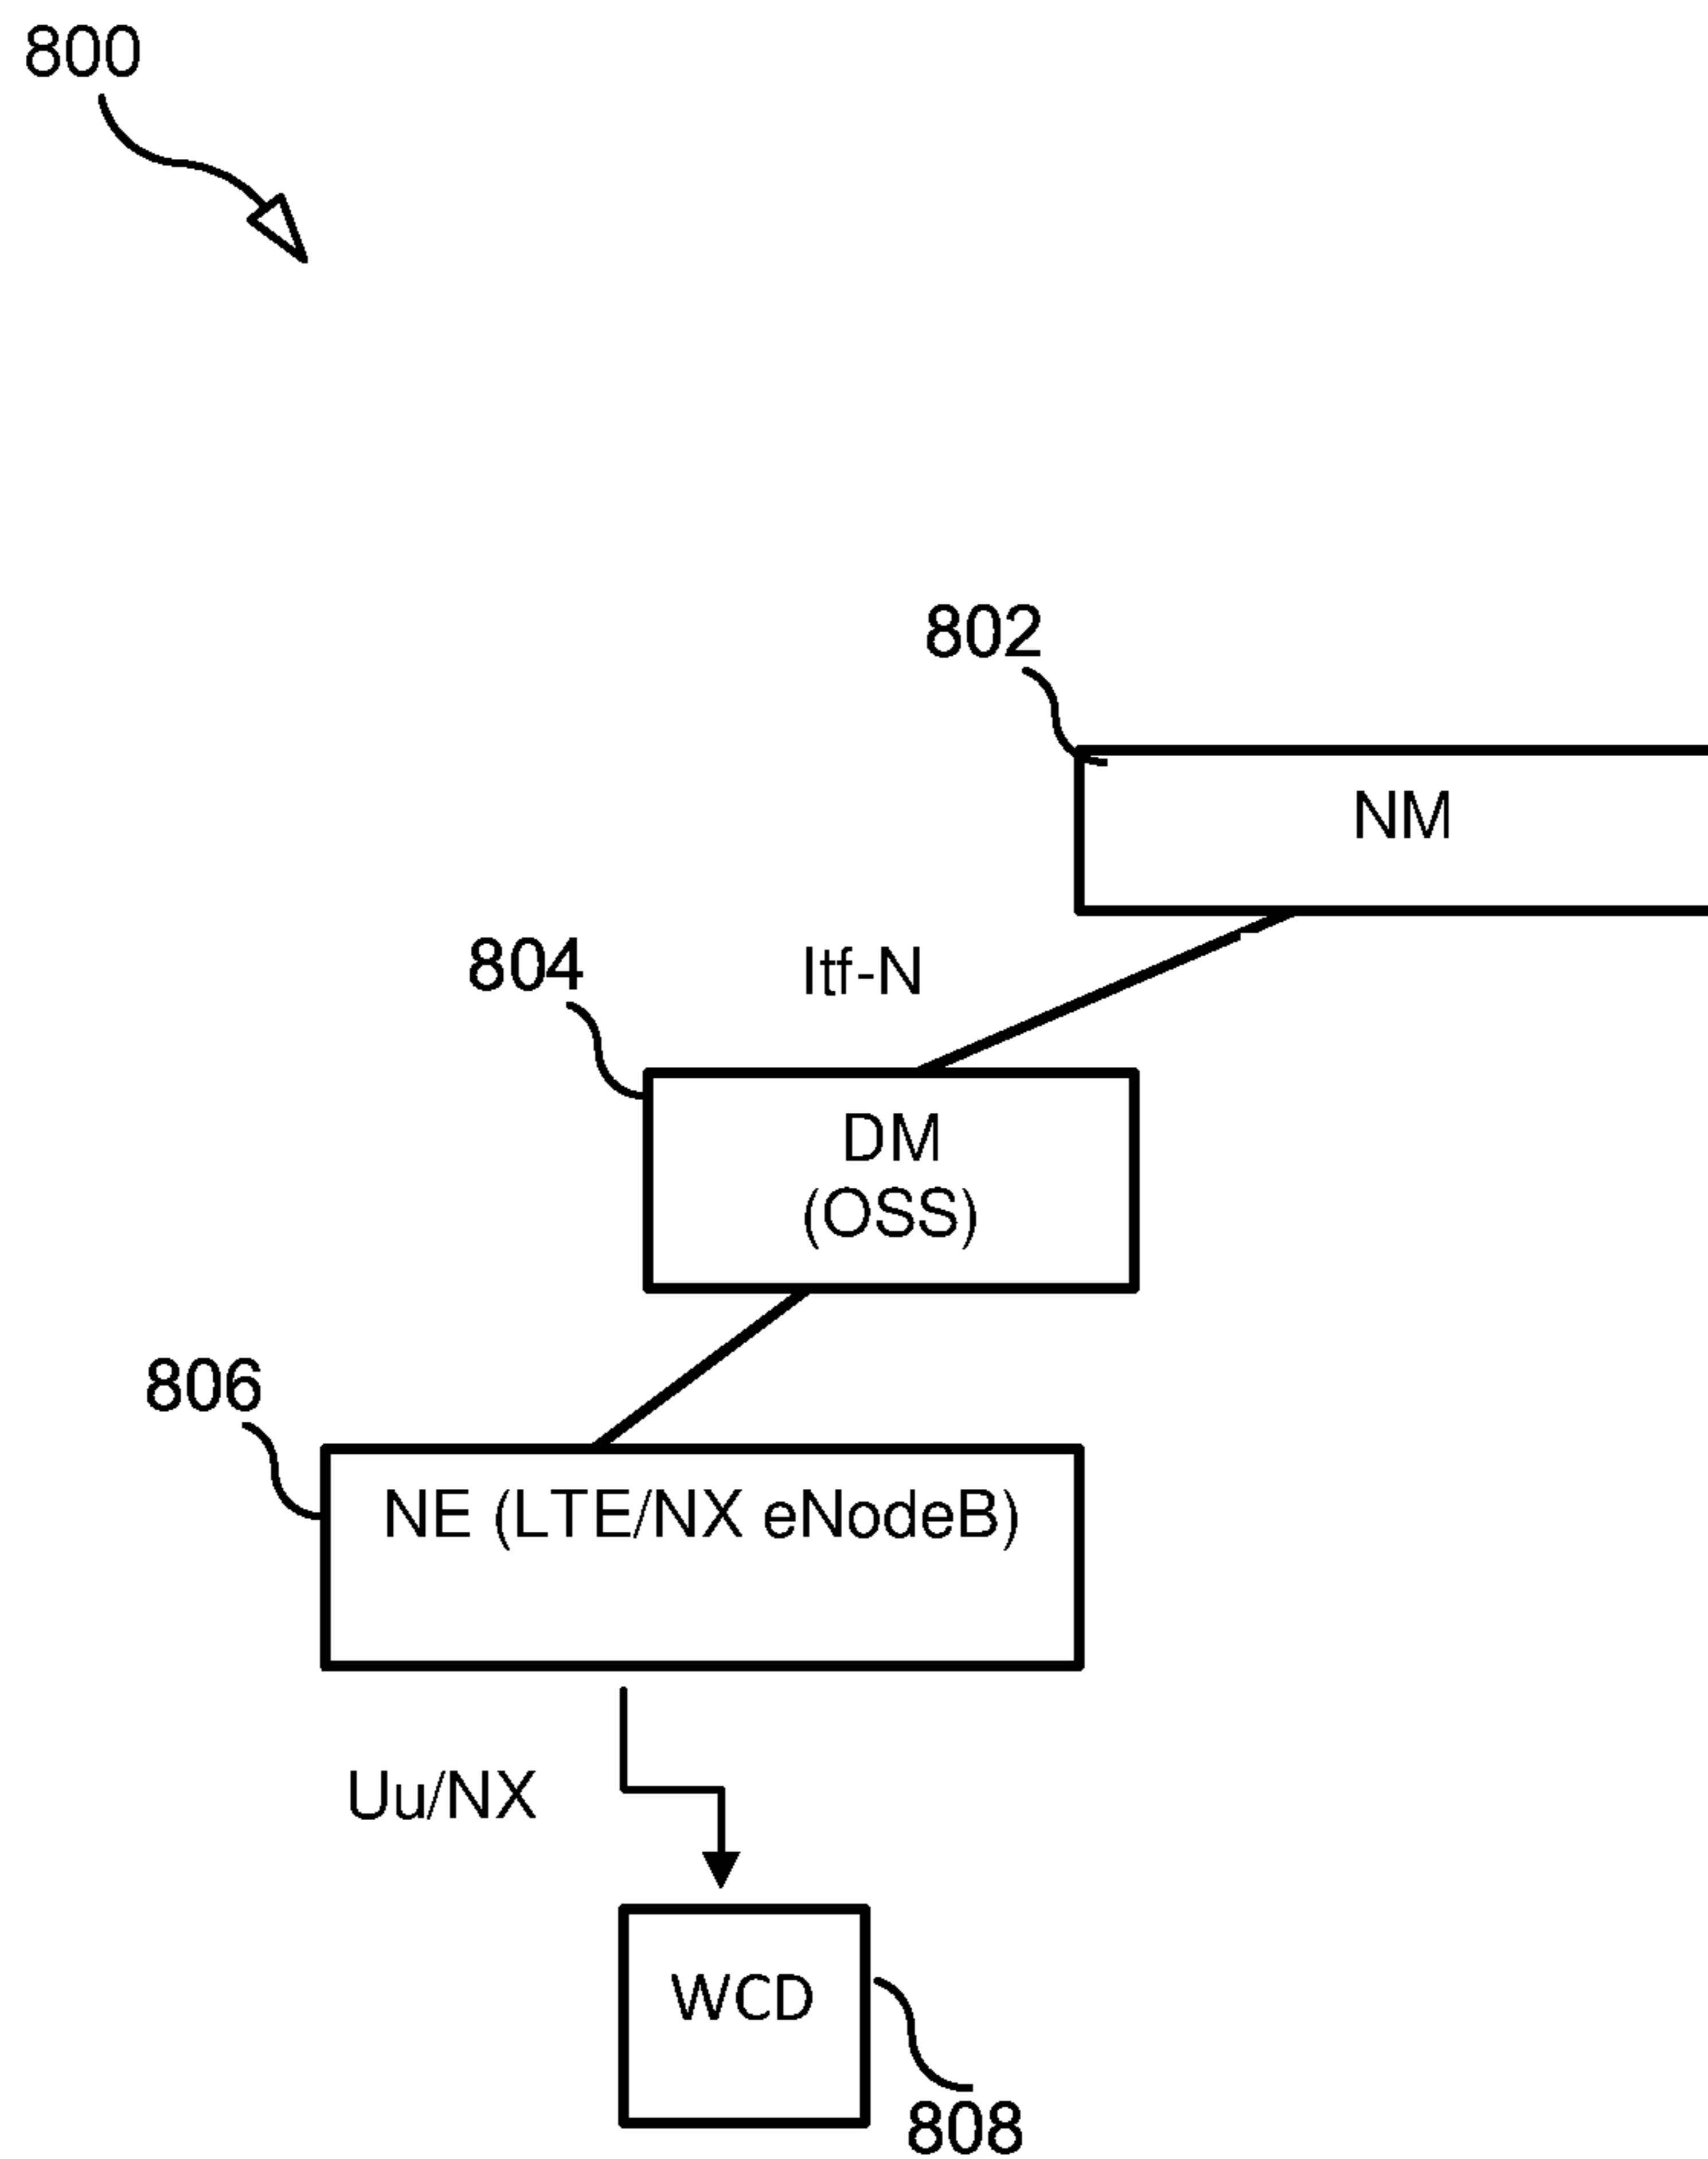 800
802
NM
804
Itf-N
DM
(OSS)
806
NE (LTE/NX eNodeB)
Uu/NX
WCD
808